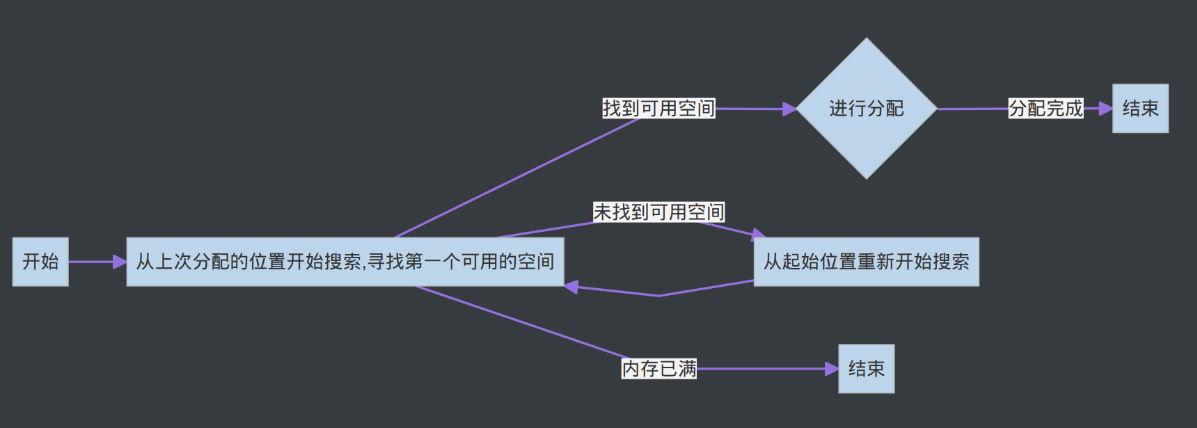 找到可用空间
进行分配
分配完成
结束
未找到可用空间
开始
从上次分配的位置开始搜索,寻找第一个可用的空间
从起始位置重新开始搜索
内存已满
结束